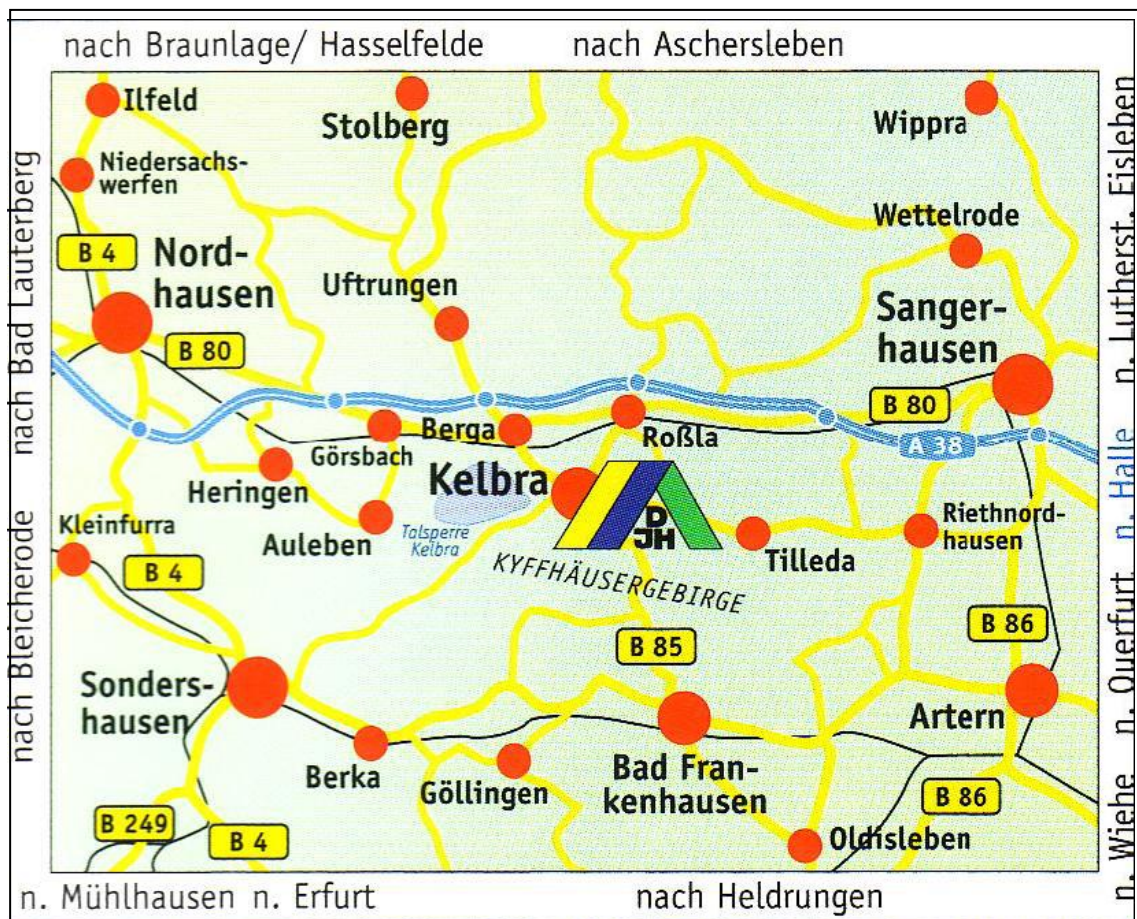 nach Braunlage/ Hasselfelde
nach Aschersleben
Ilfeld
Stolberg
Wippra
Niedersachs-
werfen
Wettelrode
B 4
Nord-
hausen
Uftrungen
Sanger-
hausen
B 80
B 80
Berga
Roßla
A 38
Görsbach
Heringen
Kelbra
Auleben
Talsperre
Kelbra
D
JH
KYFFHÄUSERGEBIRGE
Tilleda
Riethnord-
hausen
Kleinfurra
B 4
B 85
B 86
Sonders-
hausen
Artern
Berka
Göllingen
Bad Fran-
kenhausen
B 86
B 249
B 4
Oldisleben
n. Mühlhausen
n. Erfurt
nach Heldrungen
nach Bleicherode
nach Bad Lauterberg
n. Wiehe
n. Querfurt
n. Halle
n. Lutherst. Eisleben